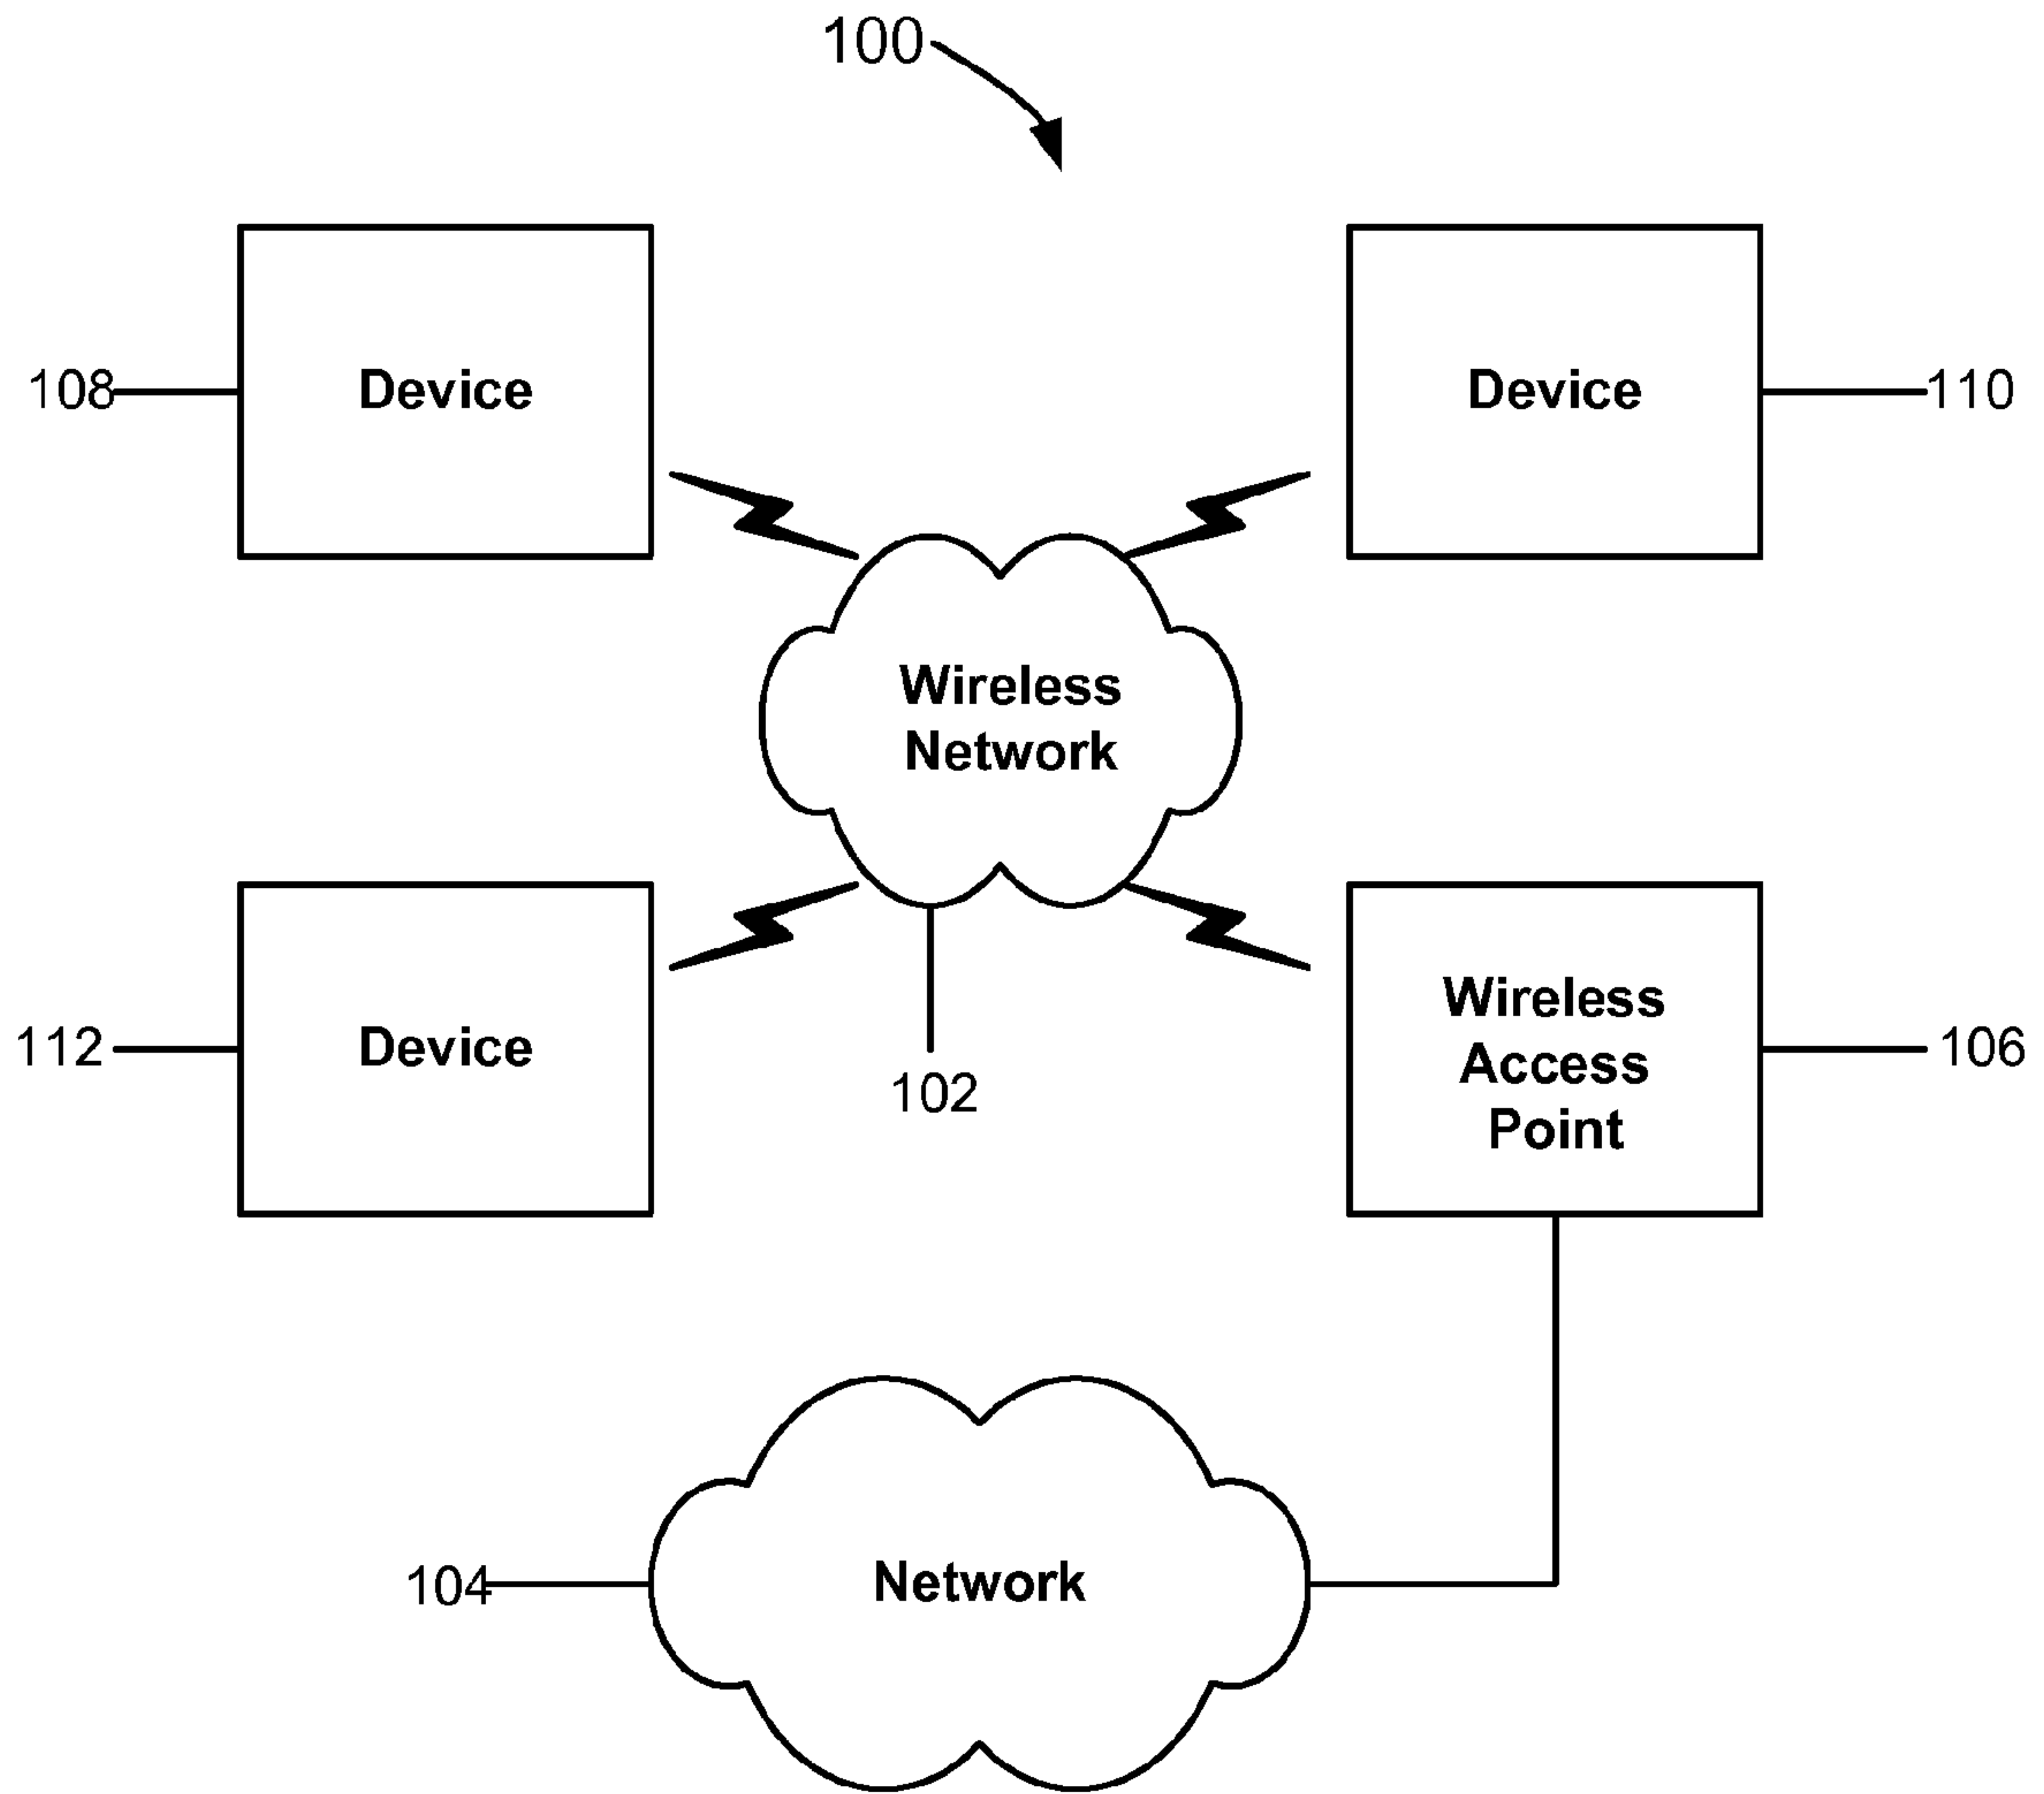 100
108
Device
Device
110
Wireless
Network
112
Device
102
Wireless
Access
Point
106
104
Network